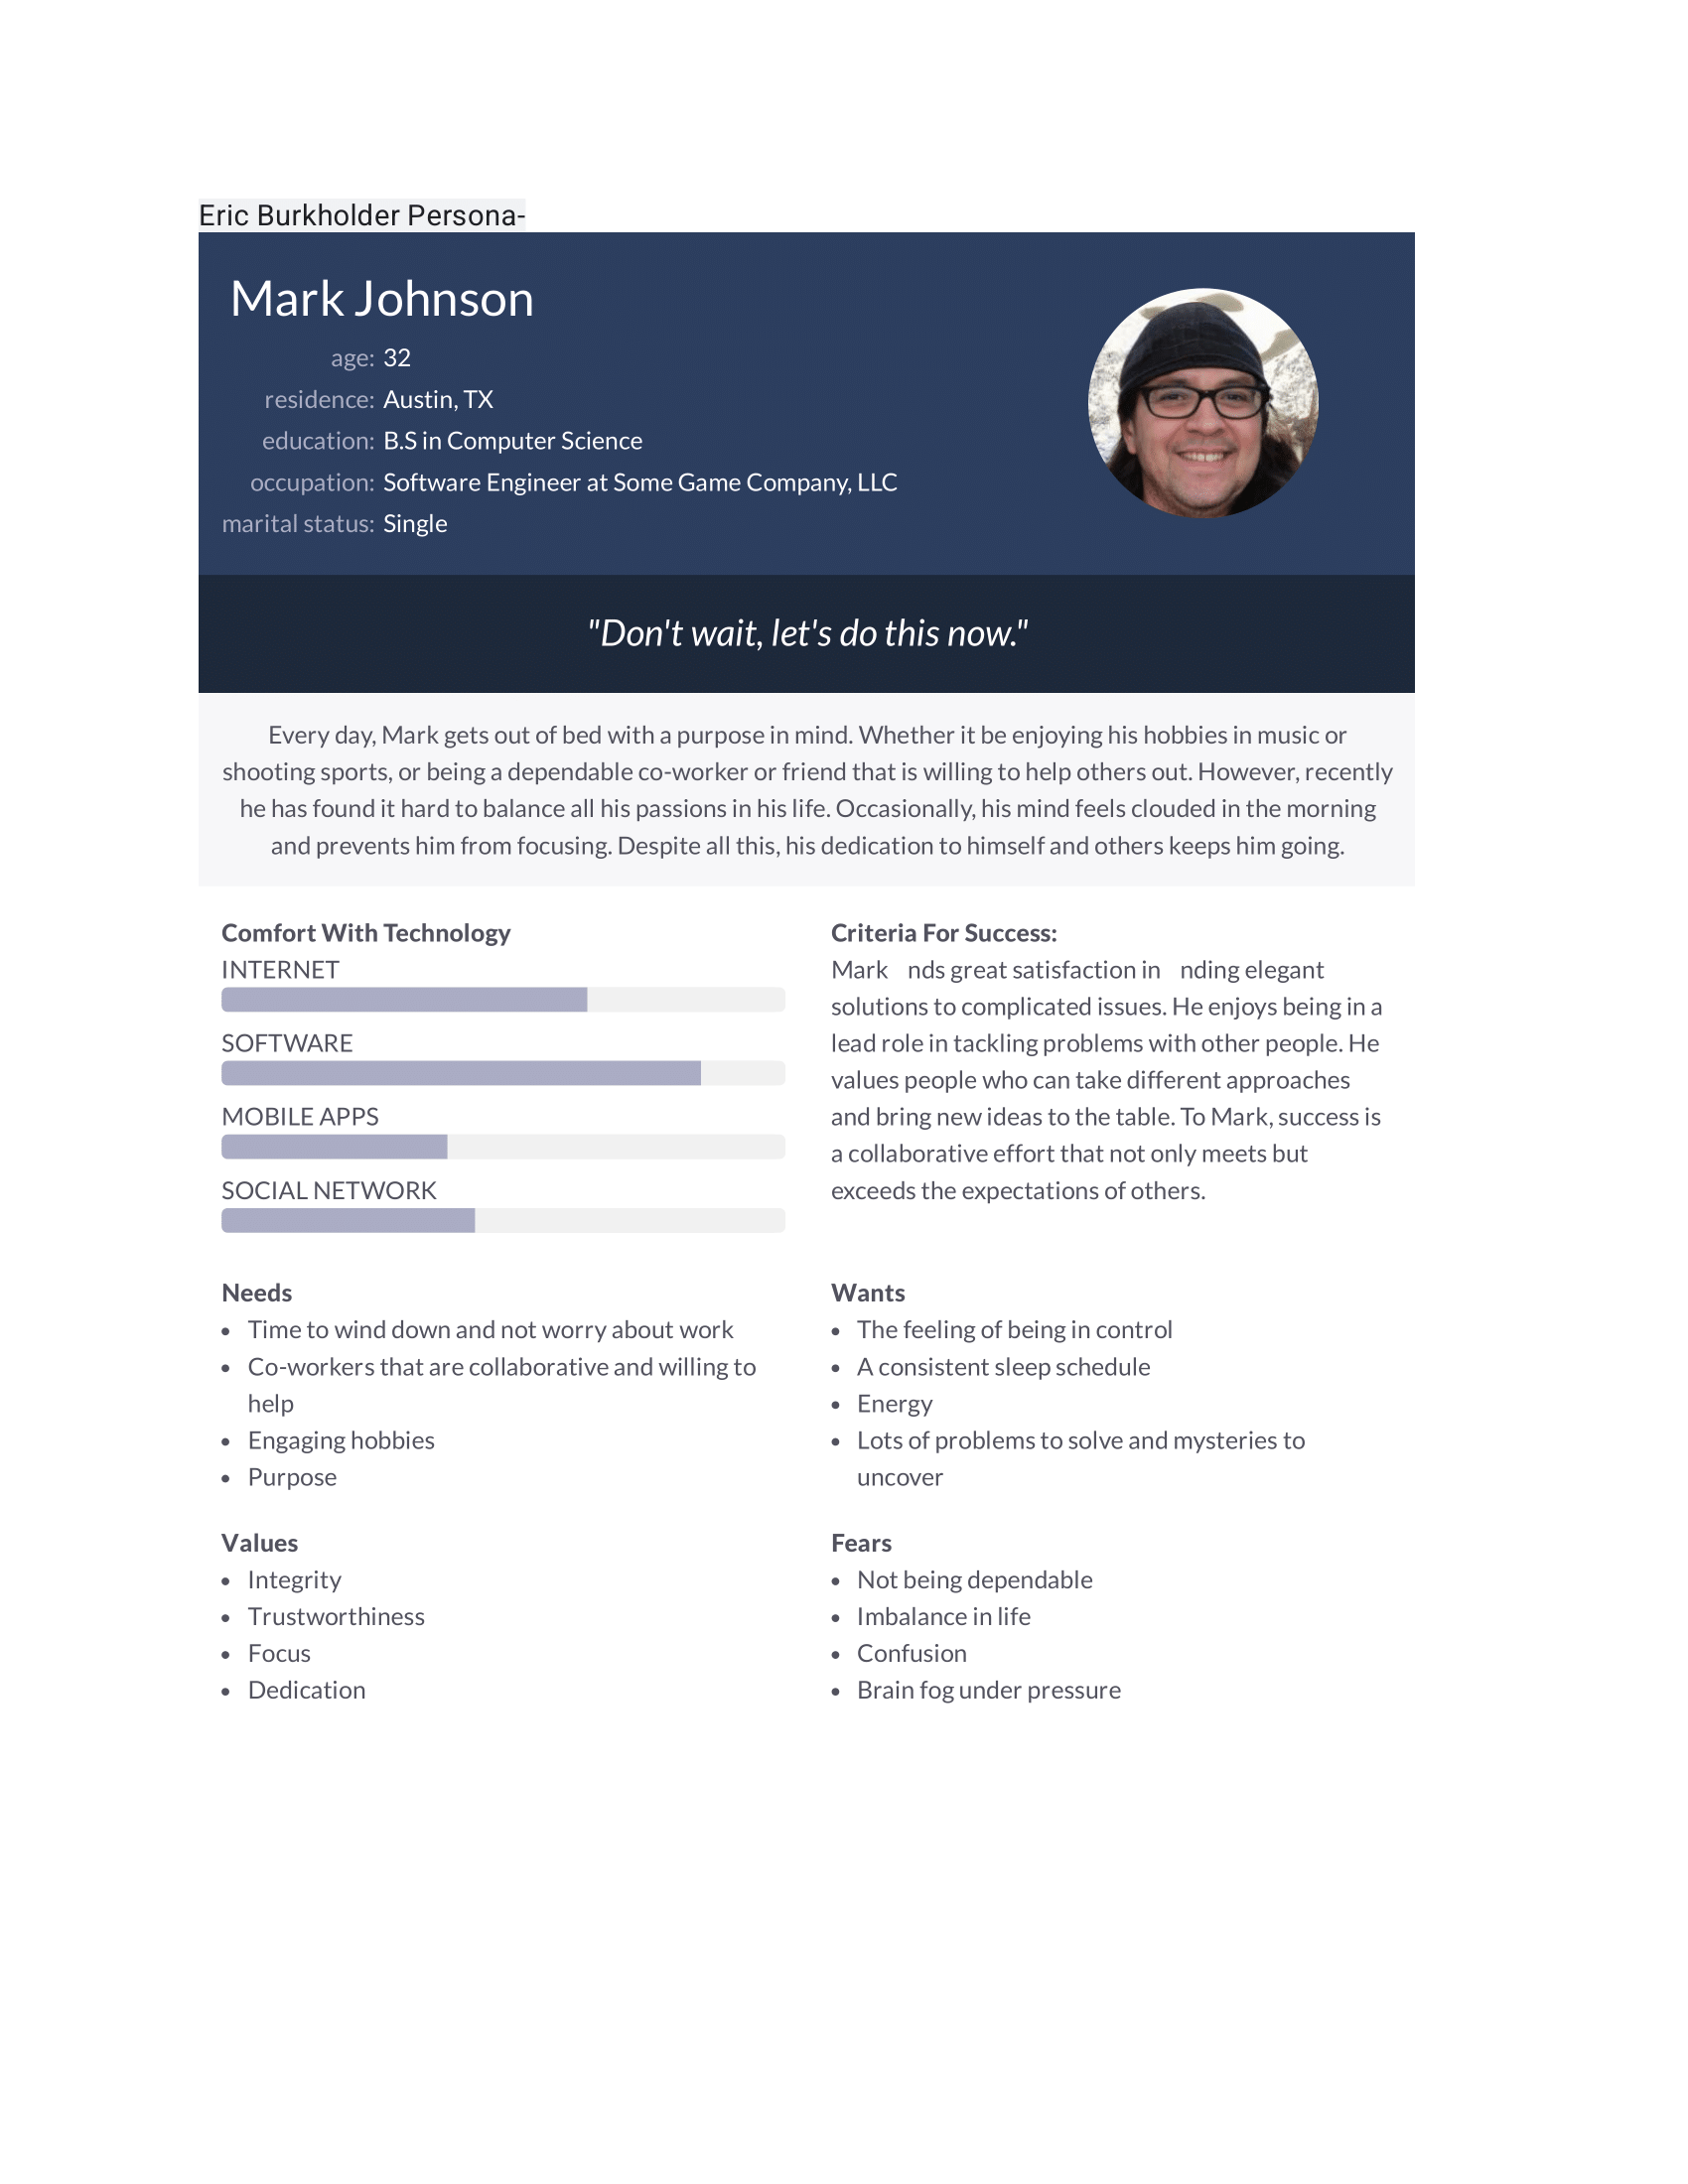 Eric Burkholder Persona-
Mark Johnson
age: 32
residence: Austin, TX
education: B.S in Computer Science
occupation: Software Engineer at Some Game Company, LLC
marital status: Single
"Don't wait, let's do this now."
Every day, Mark gets out of bed with a purpose in mind. Whether it be enjoying his hobbies in music or
shooting sports, or being a dependable co-worker or friend that is willing to help others out. However, recently
he has found it hard to balance all his passions in his life. Occasionally, his mind feels clouded in the morning
and prevents him from focusing. Despite all this, his dedication to himself and others keeps him going.
Comfort With Technology
INTERNET
SOFTWARE
MOBILE APPS
SOCIAL NETWORK
Criteria For Success:
Mark nds great satisfaction in nding elegant
solutions to complicated issues. He enjoys being in a
lead role in tackling problems with other people. He
values people who can take different approaches
and bring new ideas to the table. To Mark, success is
a collaborative effort that not only meets but
exceeds the expectations of others.
Needs
• Time to wind down and not worry about work
• Co-workers that are collaborative and willing to
help
• Engaging hobbies
• Purpose
Wants
• The feeling of being in control
• A consistent sleep schedule
• Energy
• Lots of problems to solve and mysteries to
uncover
Values
• Integrity
• Trustworthiness
• Focus
• Dedication
Fears
• Not being dependable
• Imbalance in life
• Confusion
• Brain fog under pressure